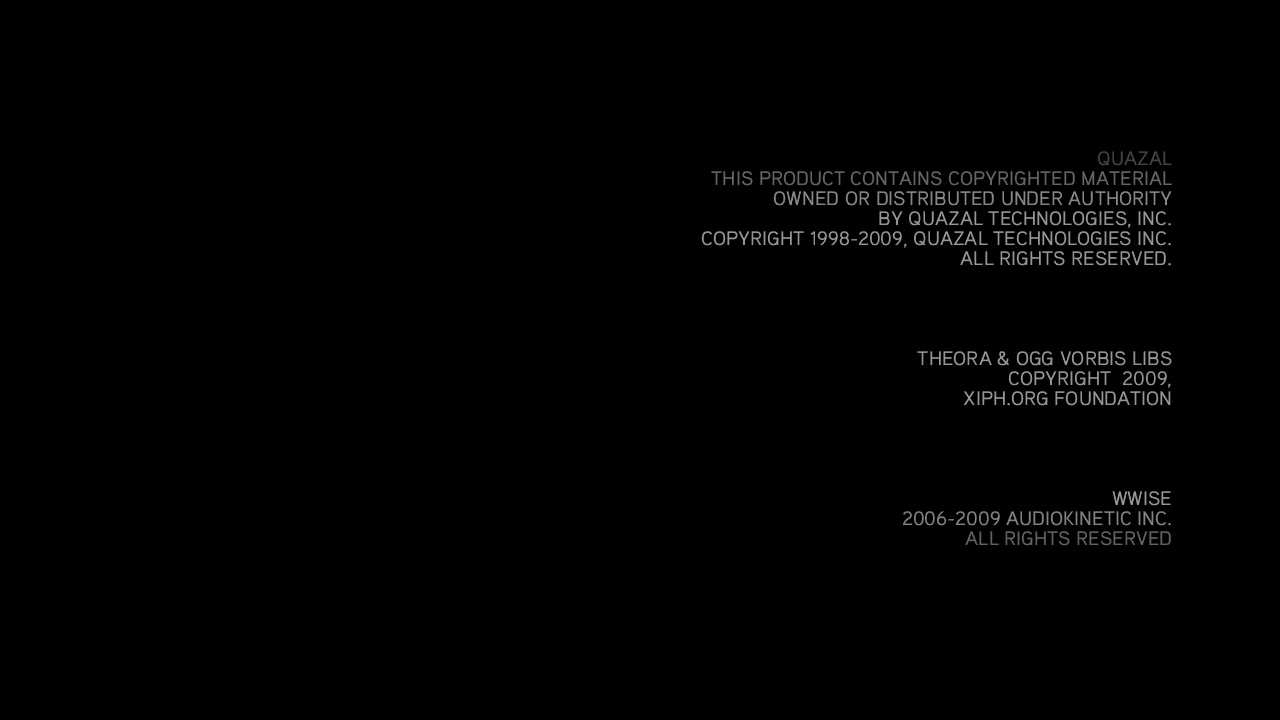 QUAZAL
THIS PRODUCT CONTAINS COPYRIGHTED MATERIAL
OWNED OR DISTRIBUTED UNDER AUTHORITY
BY QUAZAL TECHNOLOGIES, INC.
COPYRIGHT 1998-2009, QUAZAL TECHNOLOGIES INC.
ALL RIGHTS RESERVED.
THEORA & OGG VORBIS LIBS
COPYRIGHT  2009,
XIPH.ORG FOUNDATION
WWISE
2006-2009 AUDIOKINETIC INC.
ALL RIGHTS RESERVED